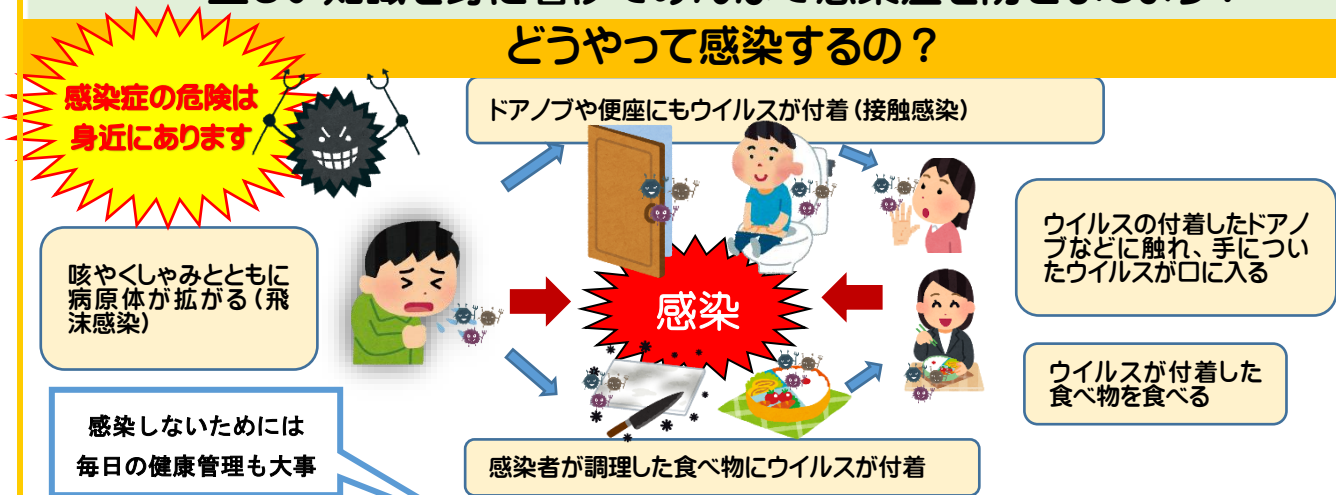 どうやって感染するの？
感染症の危険は
身近にあります
ドアノブや便座にもウイルスが付着（接触感染）
咳やくしゃみとともに
病原体が拡がる（飛
沫感染）
感染
ウイルスの付着したドアノ
ブなどに触れ、手につい
たウイルスが口に入る
ウイルスが付着した
食べ物を食べる
感染しないためには
毎日の健康管理も大事
感染者が調理した食べ物にウイルスが付着